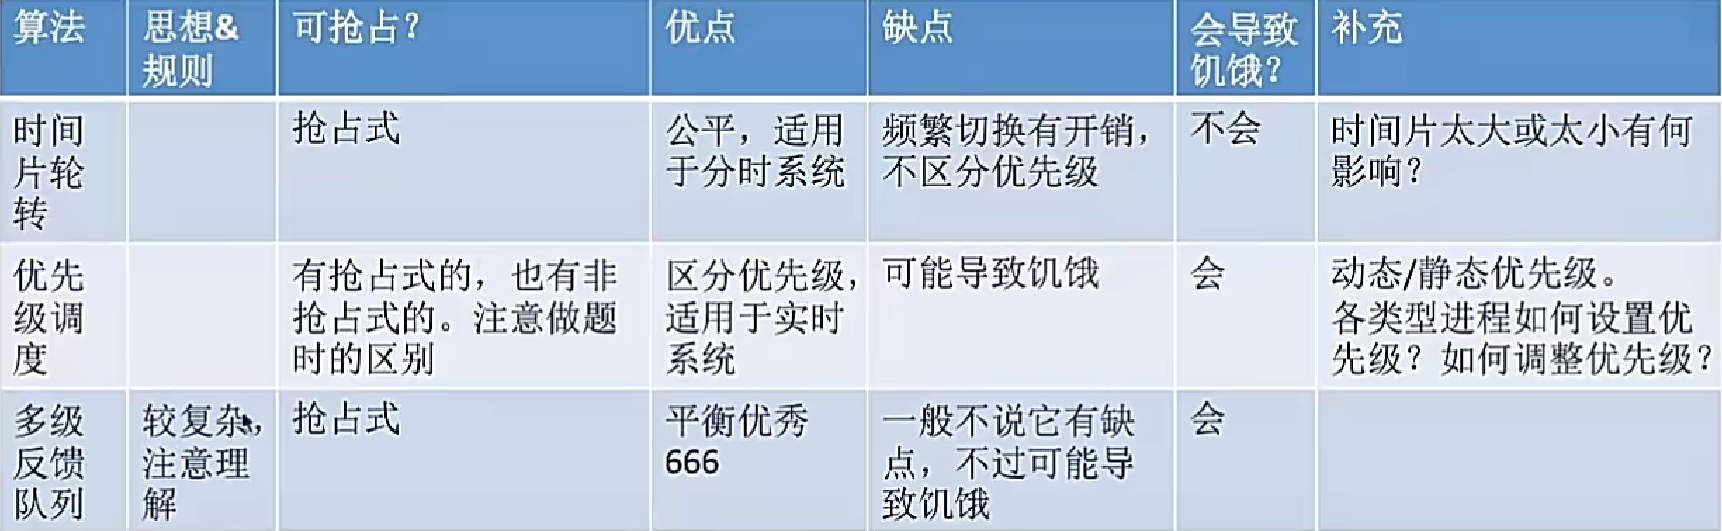 算法
思想&
规则
可抢占？
优点
缺点
会导致
饥饿？
补充
时间
片轮
转
抢占式
公平，适用
于分时系统
频繁切换有开销，
不区分优先级
不会
时间片太大或太小有何
影响？
优先
级调
度
有抢占式的，也有非
抢占式的。注意做题
时的区别
区分优先级，
适用于实时
系统
可能导致饥饿
会
动态/静态优先级。
各类型进程如何设置优
先级？如何调整优先级？
多级
反馈
队列
较复杂，
注意理
解
抢占式
平衡优秀
666
一般不说它有缺
点，不过可能导
致饥饿
会